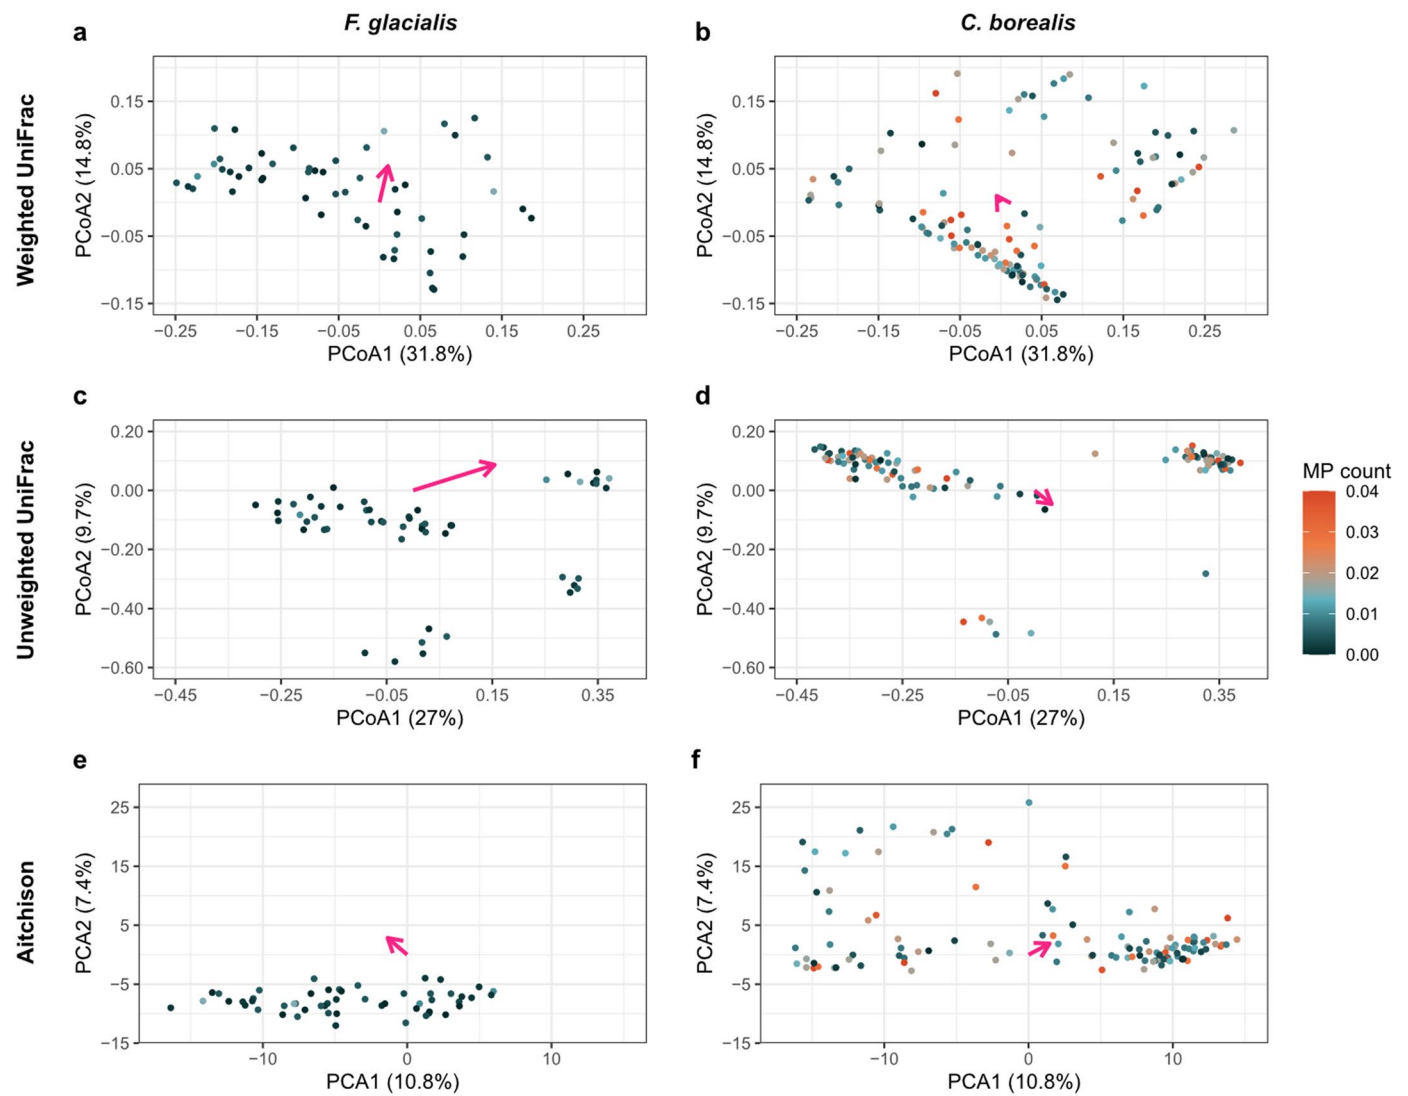 F. glacialis
C. borealis
a
b
Weighted UniFrac
PCoA2 (14.8%)
0.15
0.05
−0.05
−0.15
−0.25
−0.15
−0.05
0.05
0.15
0.25
PCoA1 (31.8%)
PCoA2 (14.8%)
0.15
0.05
−0.05
−0.15
−0.25
−0.15
−0.05
0.05
0.15
0.25
PCoA1 (31.8%)
c
d
Unweighted UniFrac
PCoA2 (9.7%)
0.20
0.00
−0.20
−0.40
−0.60
−0.45
−0.25
−0.05
0.15
0.35
PCoA1 (27%)
PCoA2 (9.7%)
0.20
0.00
−0.20
−0.40
−0.60
−0.45
−0.25
−0.05
0.15
0.35
PCoA1 (27%)
MP count
0.04
0.03
0.02
0.01
0.00
e
f
Aitchison
PCA2 (7.4%)
25
15
5
−5
−15
−10
0
10
PCA1 (10.8%)
PCA2 (7.4%)
25
15
5
−5
−15
−10
0
10
PCA1 (10.8%)